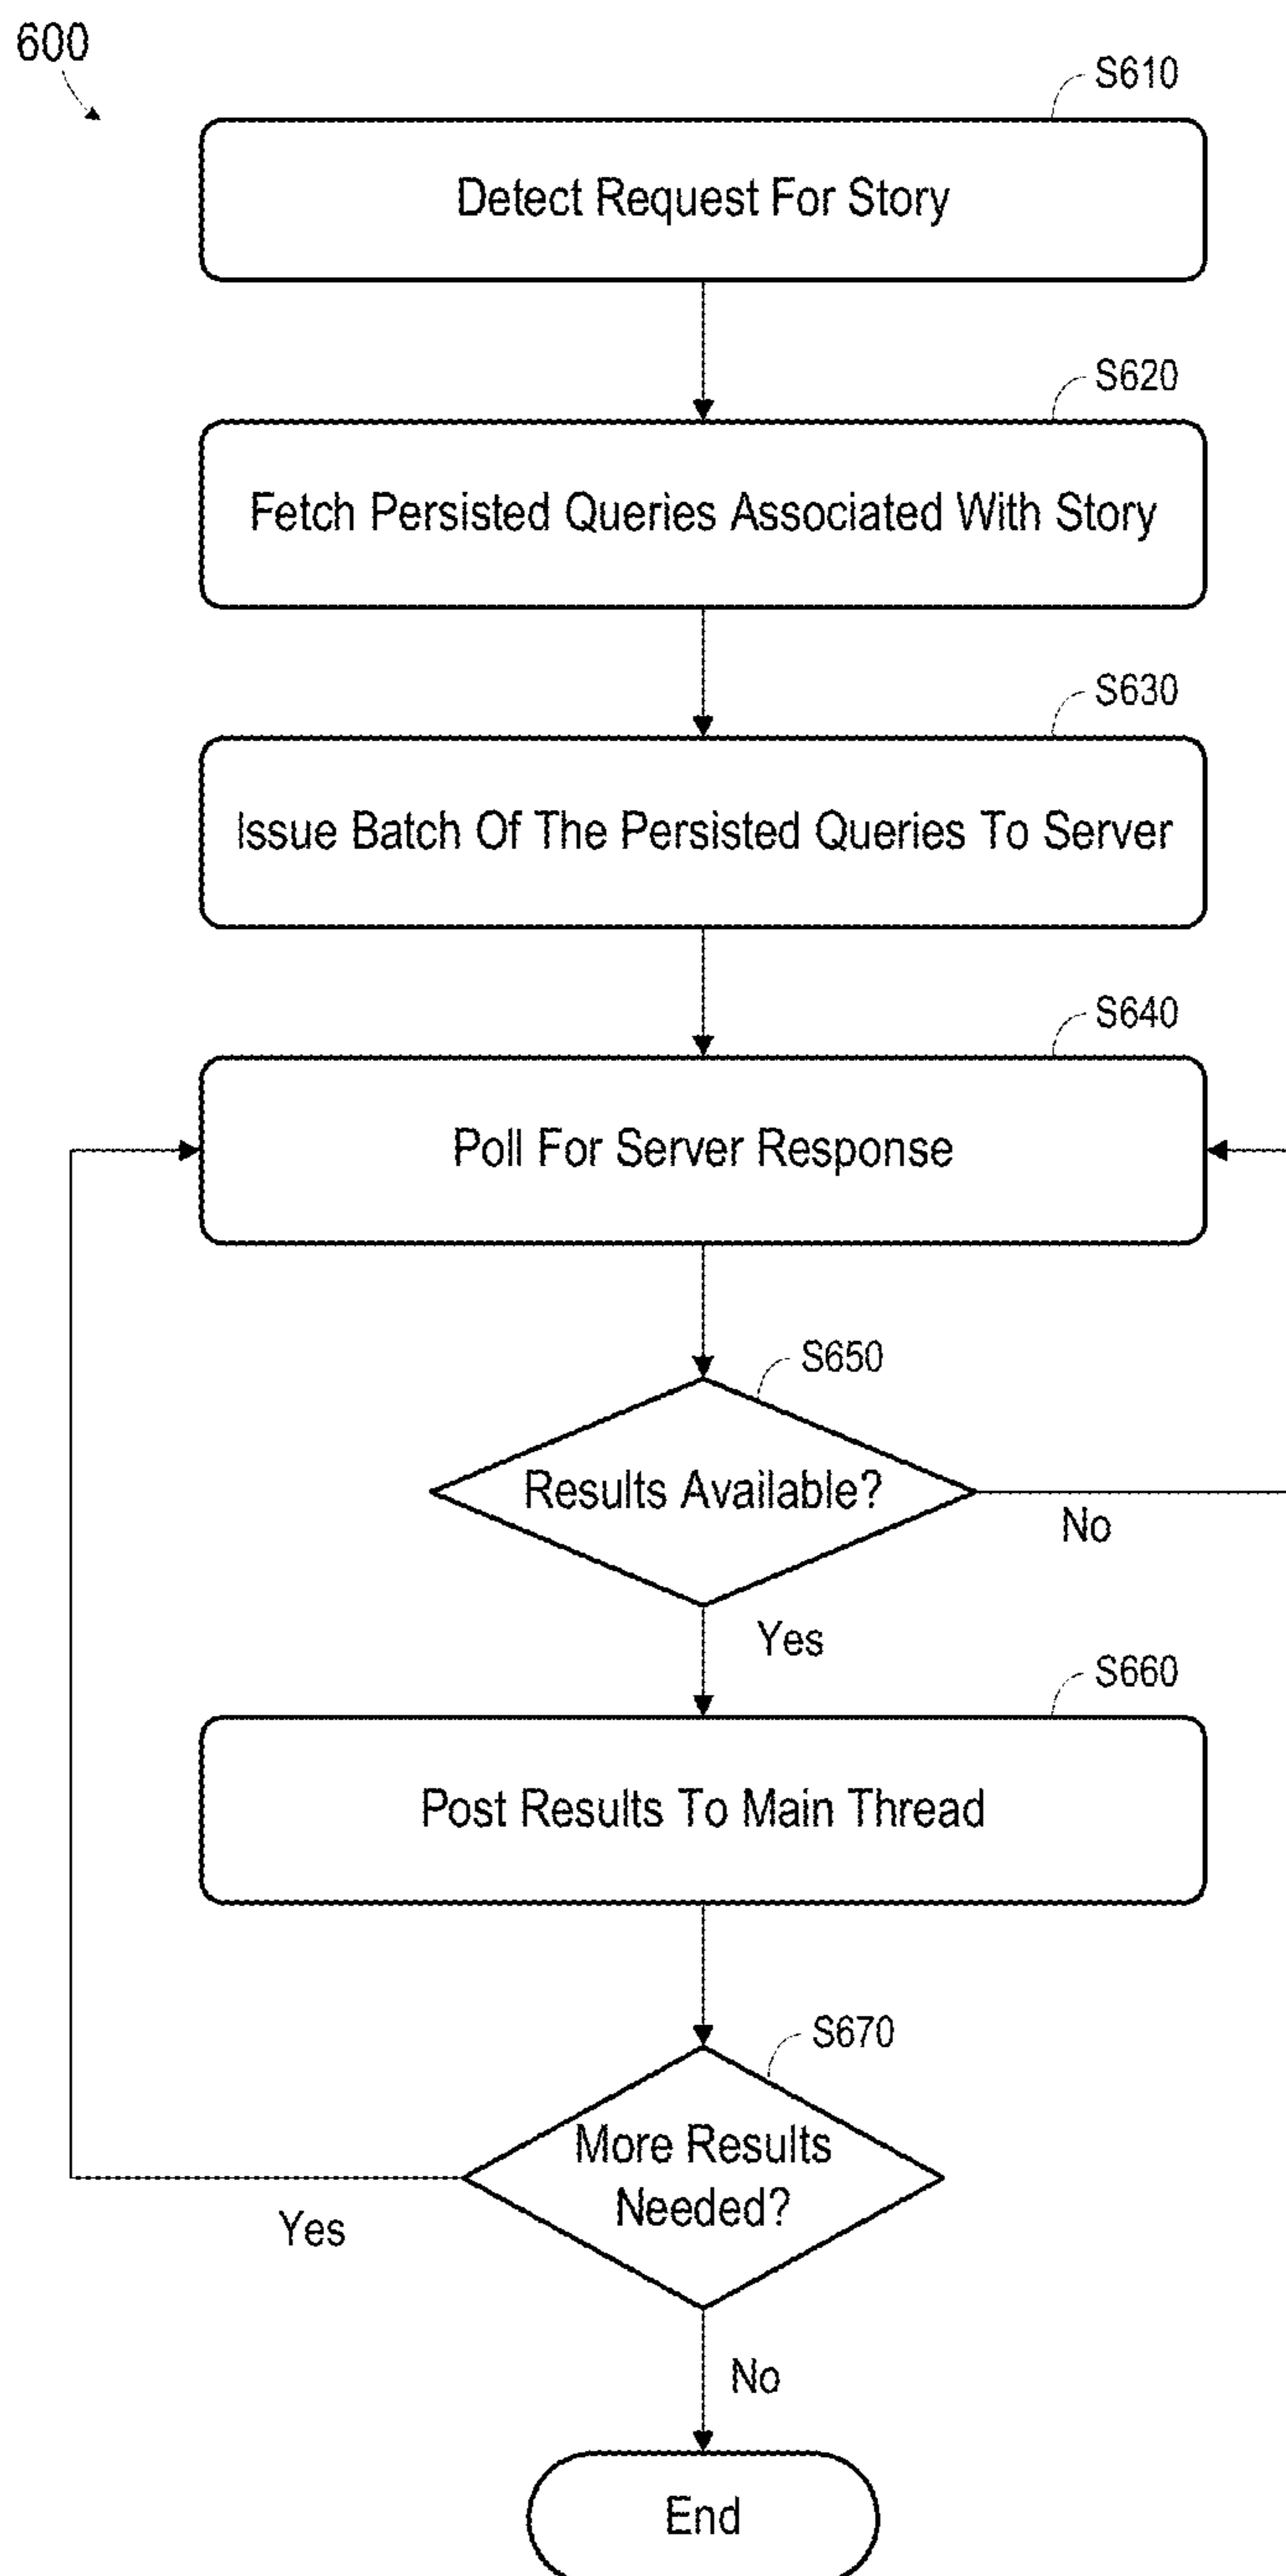 600
S610
Detect Request For Story
S620
Fetch Persisted Queries Associated With Story
S630
Issue Batch Of The Persisted Queries To Server
S640
Poll For Server Response
S650
Results Available?
No
Yes
S660
Post Results To Main Thread
S670
More Results
Needed?
Yes
No
End